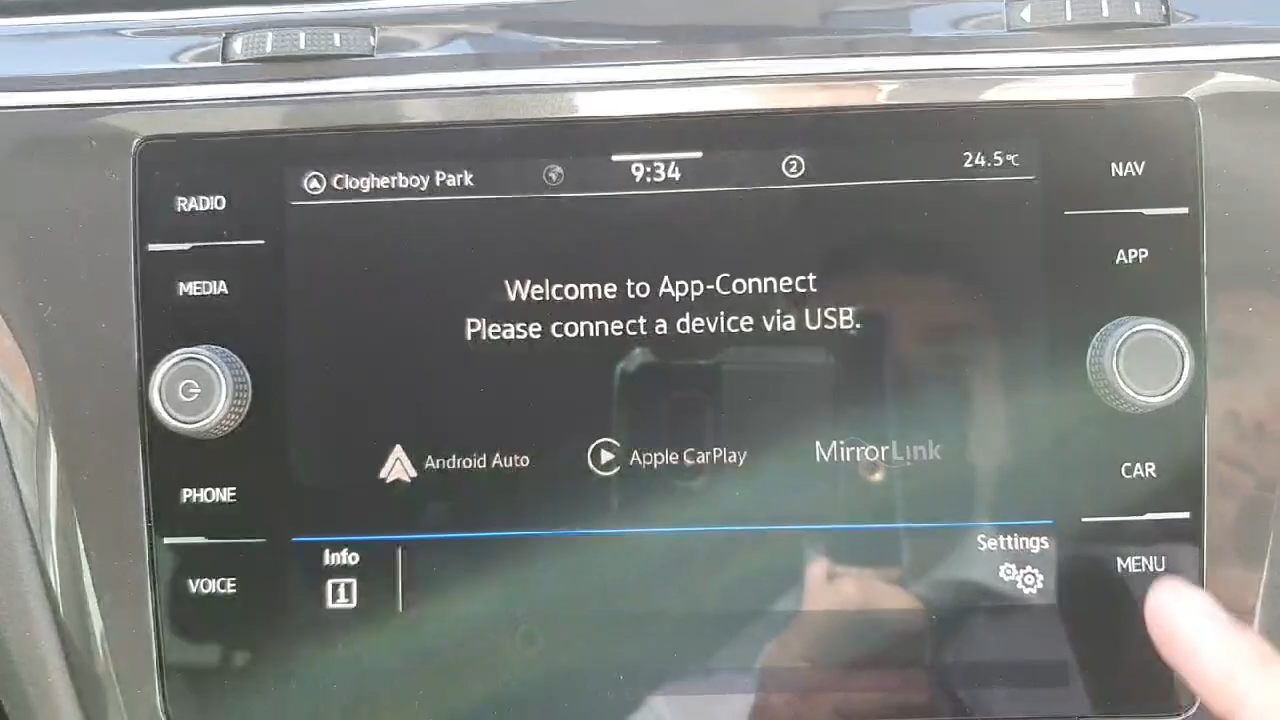 Clogherboy Park
9:34
2
24.5°C
RADIO
NAV
MEDIA
APP
Welcome to App-Connect
Please connect a device via USB.
Android Auto
Apple CarPlay
MirrorLink
PHONE
CAR
Info
Settings
VOICE
MENU